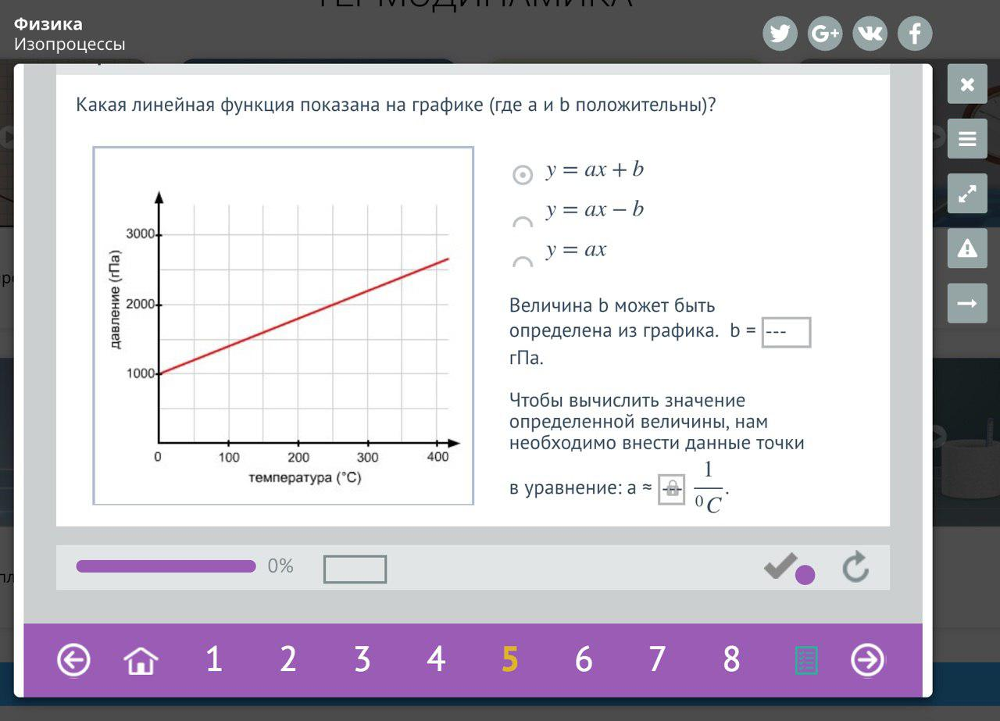 ТЕРМОДИНАМИКА
Физика
Изопроцессы
G+
Какая линейная функция показана на графике (где a и b положительны)?
y = ax + b
y = ax − b
y = ax
3000
2000
1000
0
100
200
300
400
давление (гПа)
температура (°C)
Величина b может быть
определена из графика. b = ---
гПа.
Чтобы вычислить значение
определенной величины, нам
необходимо внести данные точки
в уравнение: a ≈ --- 1/⁰C.
0%
1 2 3 4 5 6 7 8